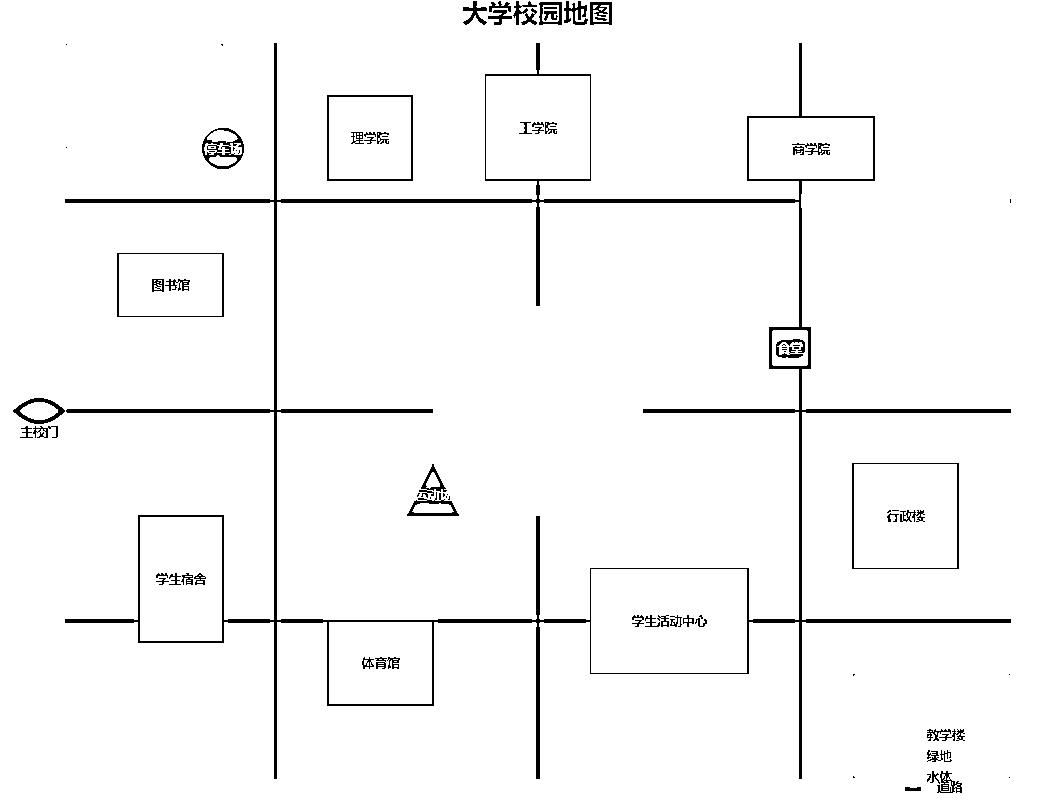 大学校园地图
工学院
理学院
停车场
商学院
图书馆
食堂
主校门
运动场
行政楼
学生宿舍
学生活动中心
体育馆
教学楼
绿地
水体
道路